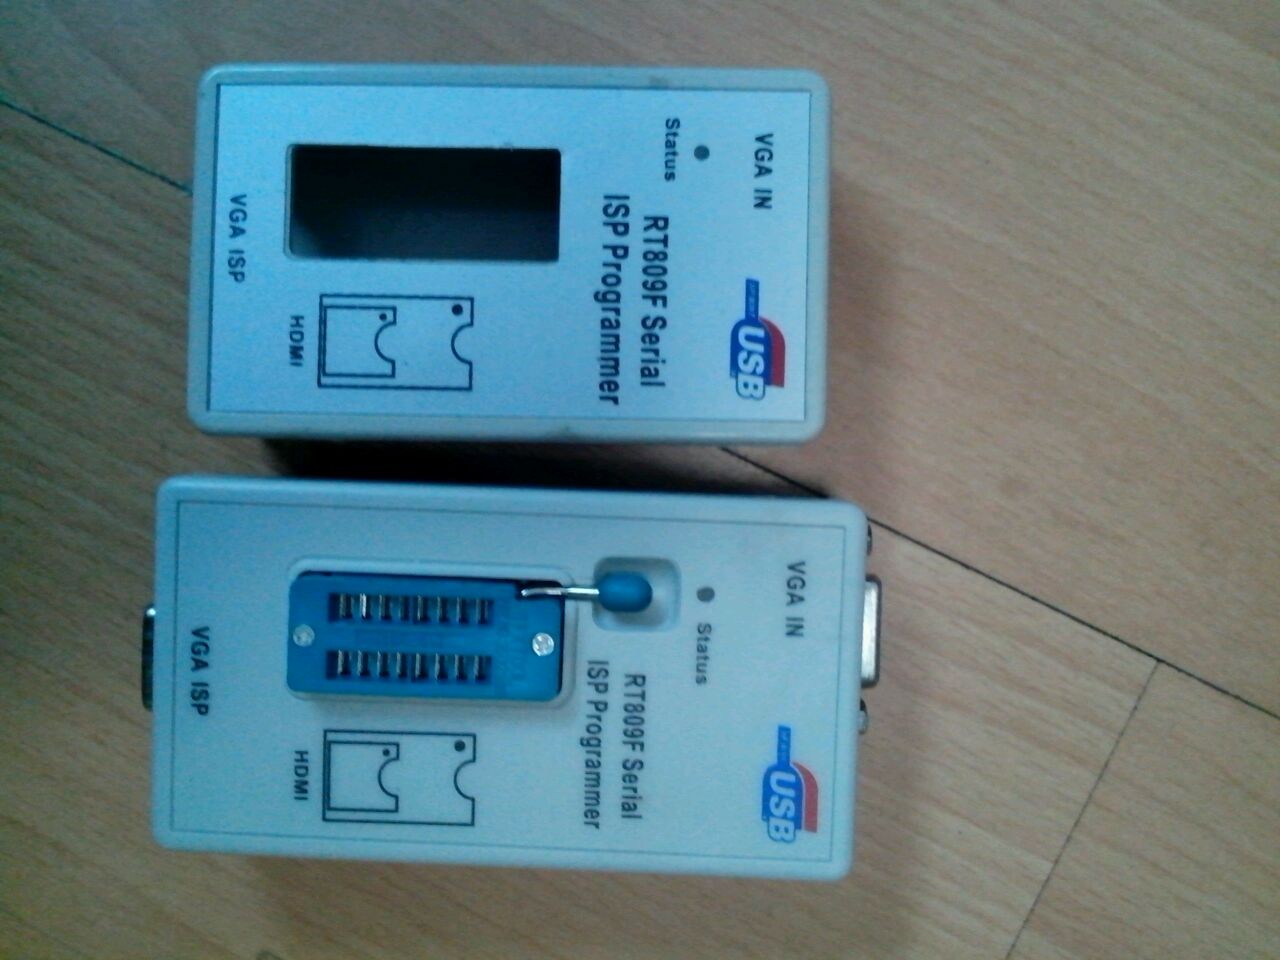 VGA IN
USB
Status
RT809F Serial
ISP Programmer
HDMI
VGA ISP
VGA IN
USB
Status
RT809F Serial
ISP Programmer
HDMI
VGA ISP